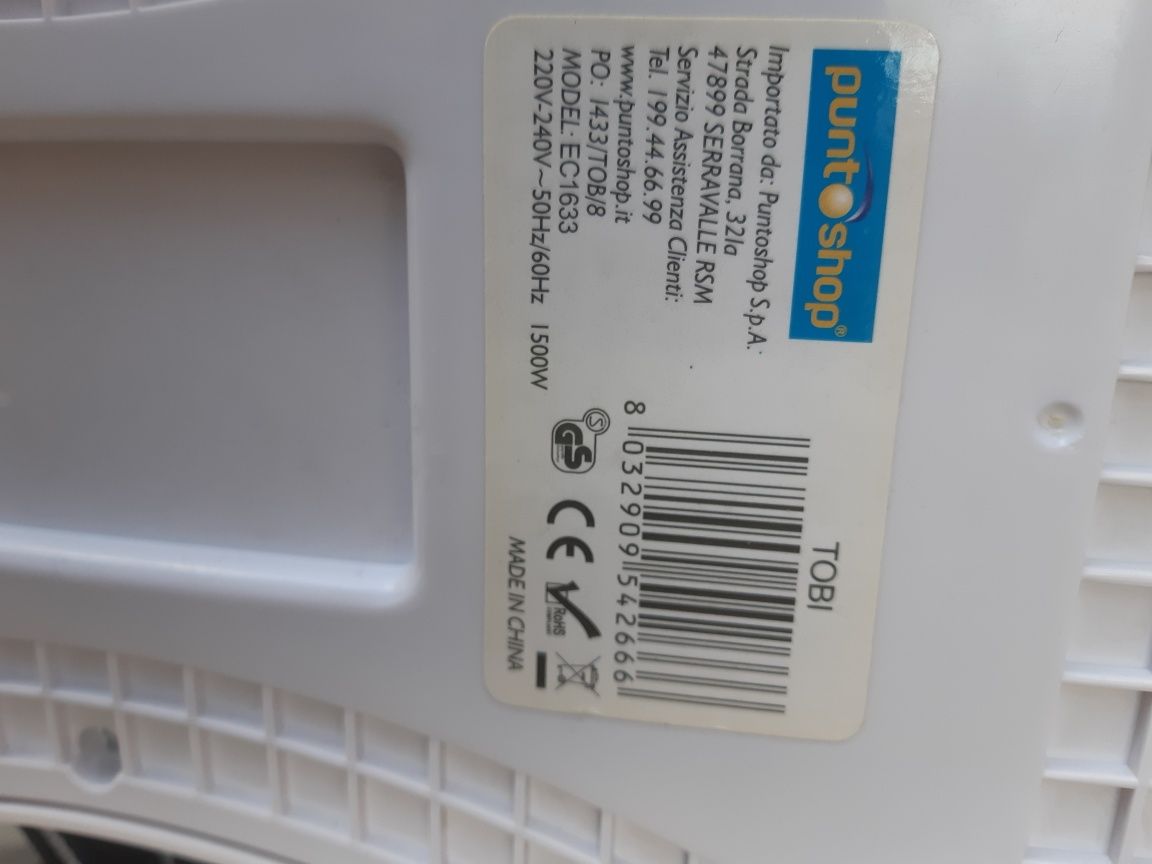 puntoshop®
Importato da: Puntoshop S.p.A.
Strada Borrana, 32la
47899 SERRAVALLE RSM
Servizio Assistenza Clienti:
Tel. 199.44.66.99
www.puntoshop.it
PO: 1433/TOB/8
MODEL: EC1633
220V-240V~50Hz/60Hz 1500W
TOBI
8 032909 542666
S GS
CE
RoHS
MADE IN CHINA